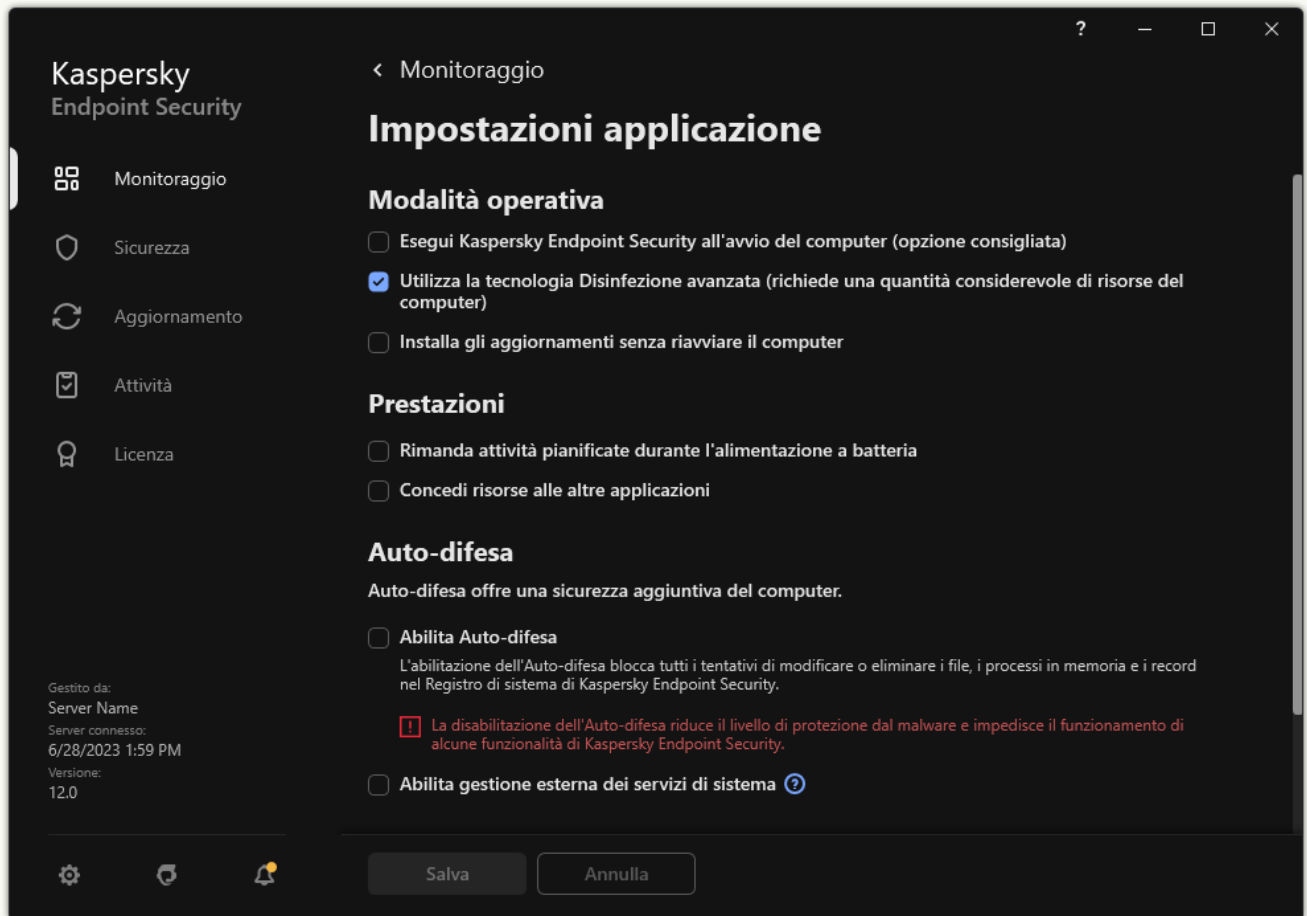 ?
Kaspersky
Endpoint Security
Monitoraggio
Sicurezza
Aggiornamento
Attività
Licenza
Gestito da:
Server Name
Server connesso:
6/28/2023 1:59 PM
Versione:
12.0
Monitoraggio
Impostazioni applicazione
Modalità operativa
Esegui Kaspersky Endpoint Security all'avvio del computer (opzione consigliata)
Utilizza la tecnologia Disinfezione avanzata (richiede una quantità considerevole di risorse del
computer)
Installa gli aggiornamenti senza riavviare il computer
Prestazioni
Rimanda attività pianificate durante l'alimentazione a batteria
Concedi risorse alle altre applicazioni
Auto-difesa
Auto-difesa offre una sicurezza aggiuntiva del computer.
Abilita Auto-difesa
L'abilitazione dell'Auto-difesa blocca tutti i tentativi di modificare o eliminare i file, i processi in memoria e i record
nel Registro di sistema di Kaspersky Endpoint Security.
! La disabilitazione dell'Auto-difesa riduce il livello di protezione dal malware e impedisce il funzionamento di
alcune funzionalità di Kaspersky Endpoint Security.
Abilita gestione esterna dei servizi di sistema ?
Salva
Annulla